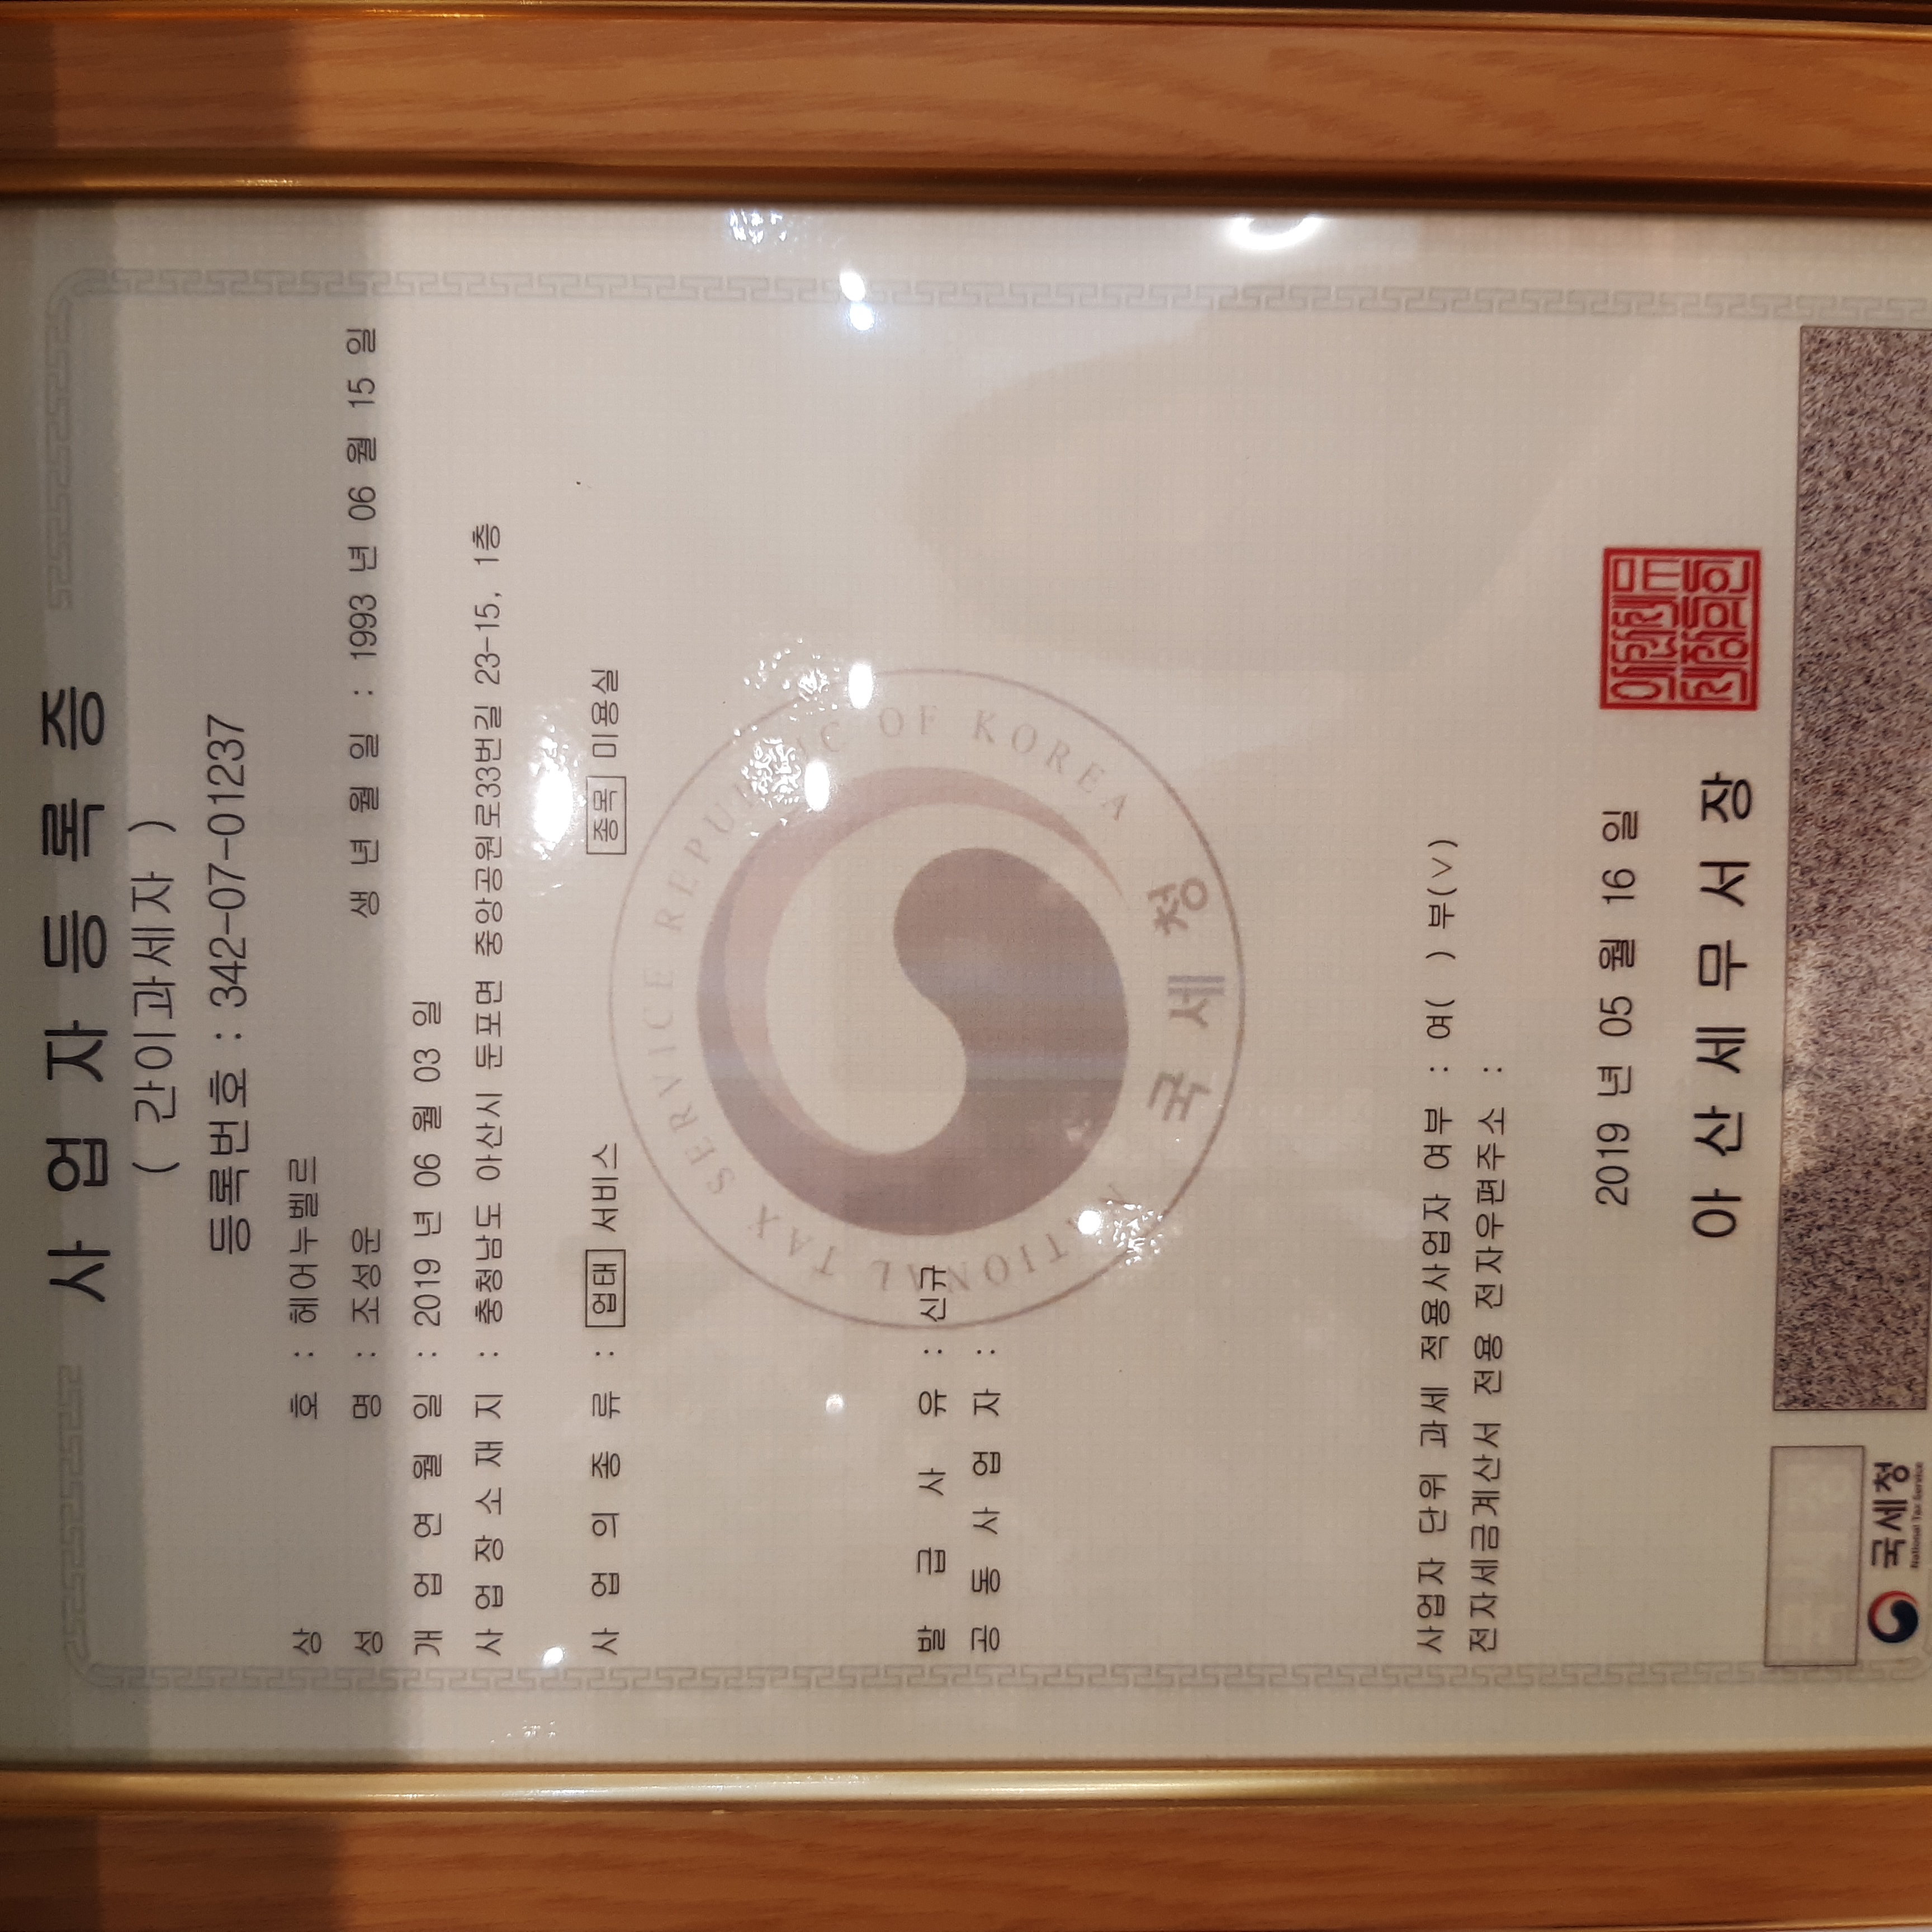 사업자등록증
( 간이과세자 )
등록번호 : 342-07-01237
상 호 : 헤어누벨르
성 명 : 조성운 생 년 월 일 : 1993 년 06 월 15 일
개 업 연 월 일 : 2019 년 06 월 03 일
사 업 장 소 재 지 : 충청남도 아산시 둔포면 중앙공원로33번길 23-15, 1층
사 업 의 종 류 : 업태 서비스 종목 미용실
NATIONAL TAX SERVICE REPUBLIC OF KOREA
국세청
발 급 사 유 : 신규
공 동 사 업 자 :
사업자 단위 과세 적용사업자 여부 : 여( ) 부(∨)
전자세금계산서 전용 전자우편주소 :
2019 년 05 월 16 일
아 산 세 무 서 장
국세청
National Tax Service